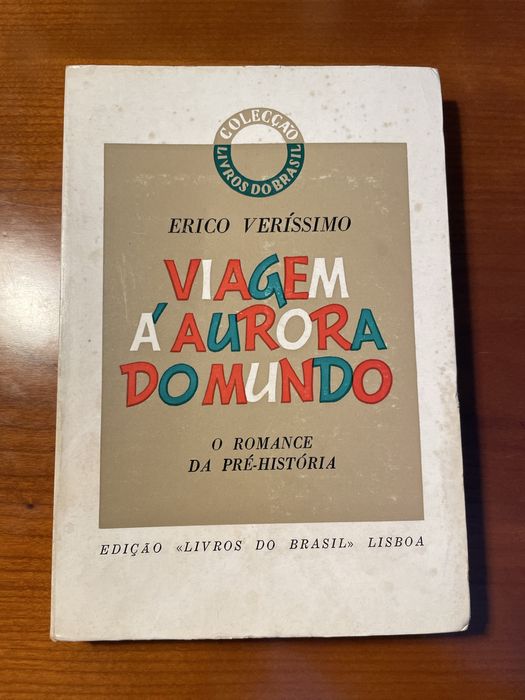 COLECÇÃO
LIVROS DO BRASIL
ERICO VERÍSSIMO
VIAGEM
Á AURORA
DO MUNDO
O ROMANCE
DA PRÉ-HISTÓRIA
EDIÇÃO «LIVROS DO BRASIL» LISBOA